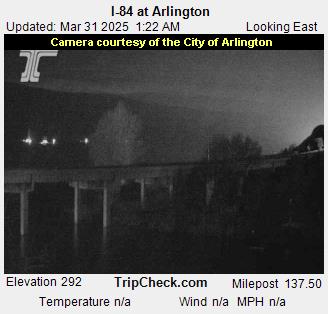 I-84 at Arlington
Updated: Mar 31 2025 1:22 AM Looking East
Camera courtesy of the City of Arlington
Elevation 292 TripCheck.com Milepost 137.50
Temperature n/a Wind n/a MPH n/a